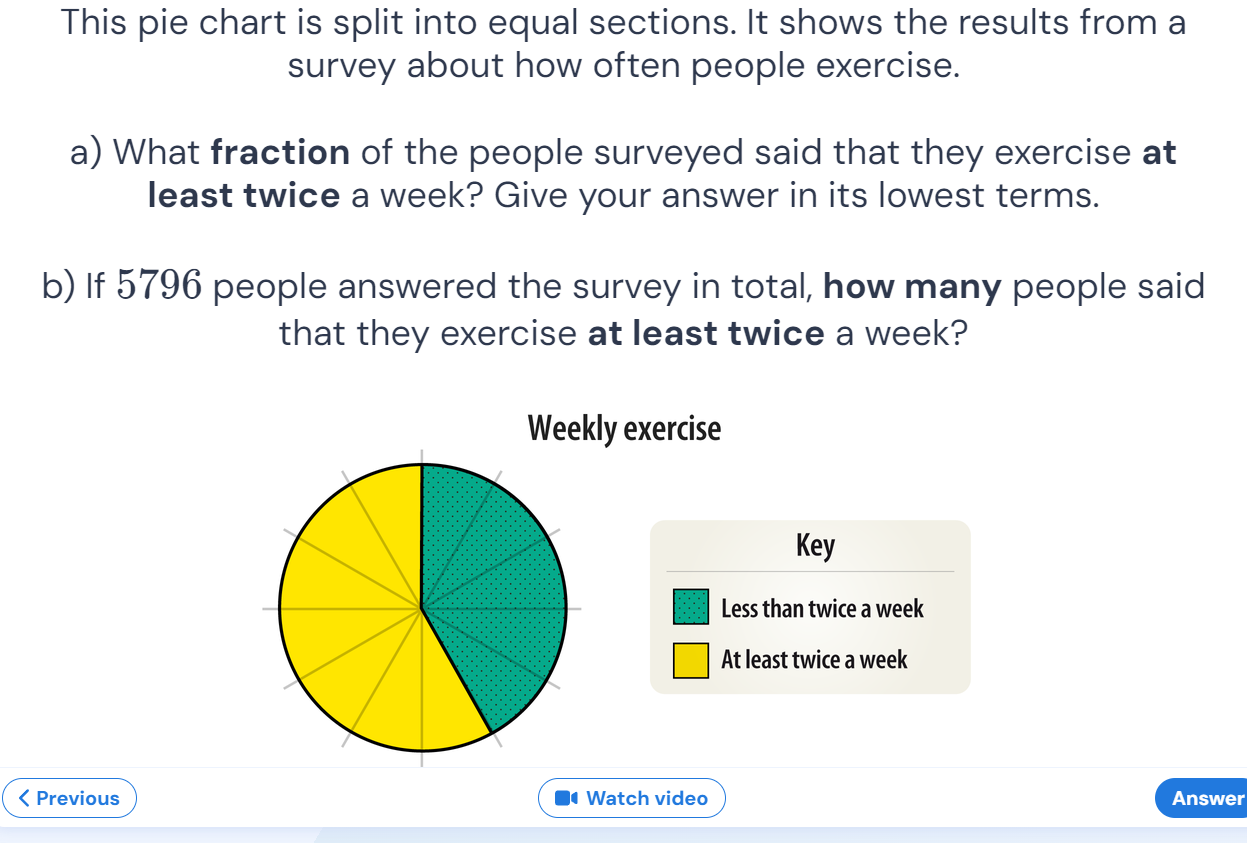 This pie chart is split into equal sections. It shows the results from a
survey about how often people exercise.
a) What fraction of the people surveyed said that they exercise at
least twice a week? Give your answer in its lowest terms.
b) If 5796 people answered the survey in total, how many people said
that they exercise at least twice a week?
Weekly exercise
Key
Less than twice a week
At least twice a week
Previous
Watch video
Answer